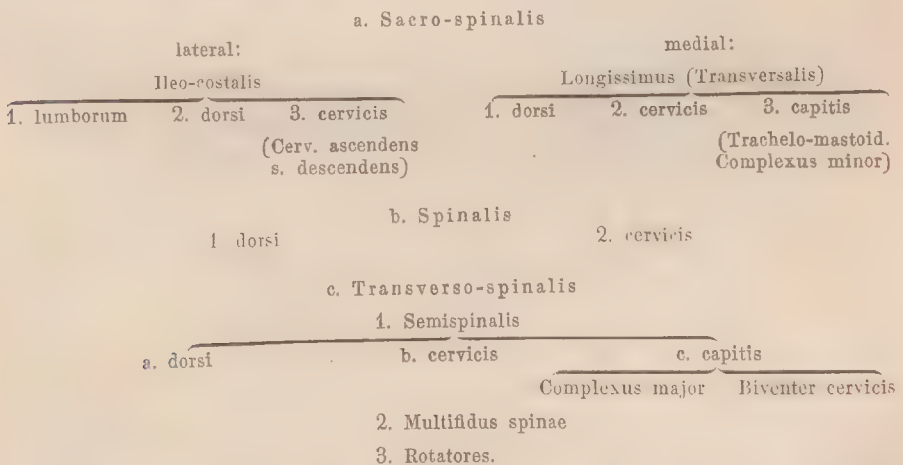 a. Sacro-spinalis
lateral:
medial:
Ileo-costalis
Longissimus (Transversalis)
1. lumborum 2. dorsi 3. cervicis
1. dorsi 2. cervicis 3. capitis
(Cerv. ascendens
s. descendens)
(Trachelo-mastoid.
Complexus minor)
b. Spinalis
1 dorsi 2. cervicis
c. Transverso-spinalis
1. Semispinalis
a. dorsi b. cervicis c. capitis
Complexus major Biventer cervicis
2. Multifidus spinae
3. Rotatores.